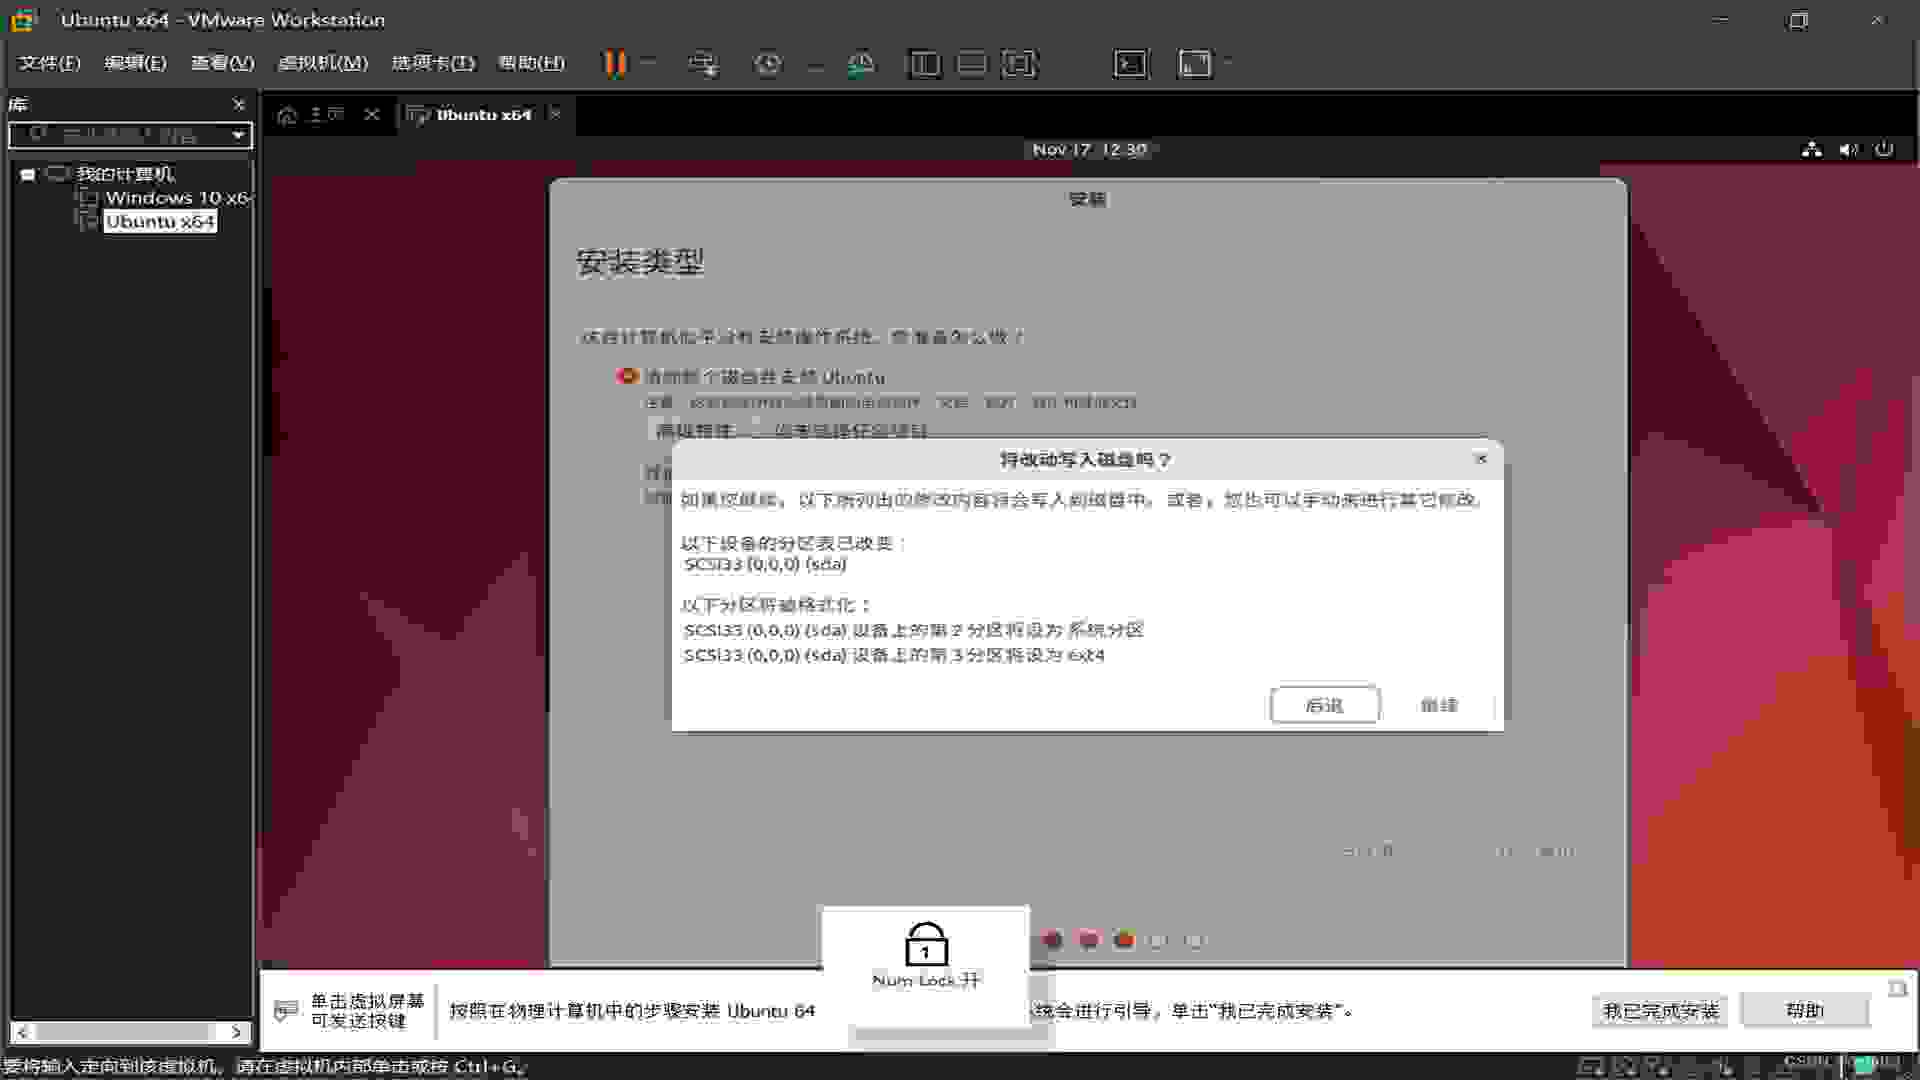 Ubuntu x64 - VMware Workstation
文件(F) 编辑(E) 查看(V) 虚拟机(M) 选项卡(T) 帮助(H)
库
主页 Ubuntu x64
Nov 17 12:30
我的计算机
Windows 10 x6
Ubuntu x64
安装
安装类型
这台计算机似乎没有安装操作系统。您准备怎么做？
清除整个磁盘并安装 Ubuntu
将改动写入磁盘吗？
如果您继续，以下所列出的修改内容将会写入到磁盘中。或者，您也可以手动来进行其它修改。
以下设备的分区表已改变：
SCSI33 (0,0,0) (sda)
以下分区将被格式化：
SCSI33 (0,0,0) (sda) 设备上的第 2 分区将设为 系统分区
SCSI33 (0,0,0) (sda) 设备上的第 3 分区将设为 ext4
后退 继续
1
Num Lock 开
单击虚拟屏幕
可发送按键
按照在物理计算机中的步骤安装 Ubuntu 64
统会进行引导，单击“我已完成安装”。
我已完成安装 帮助
要将输入定向到该虚拟机，请在虚拟机内部单击或按 Ctrl+G。